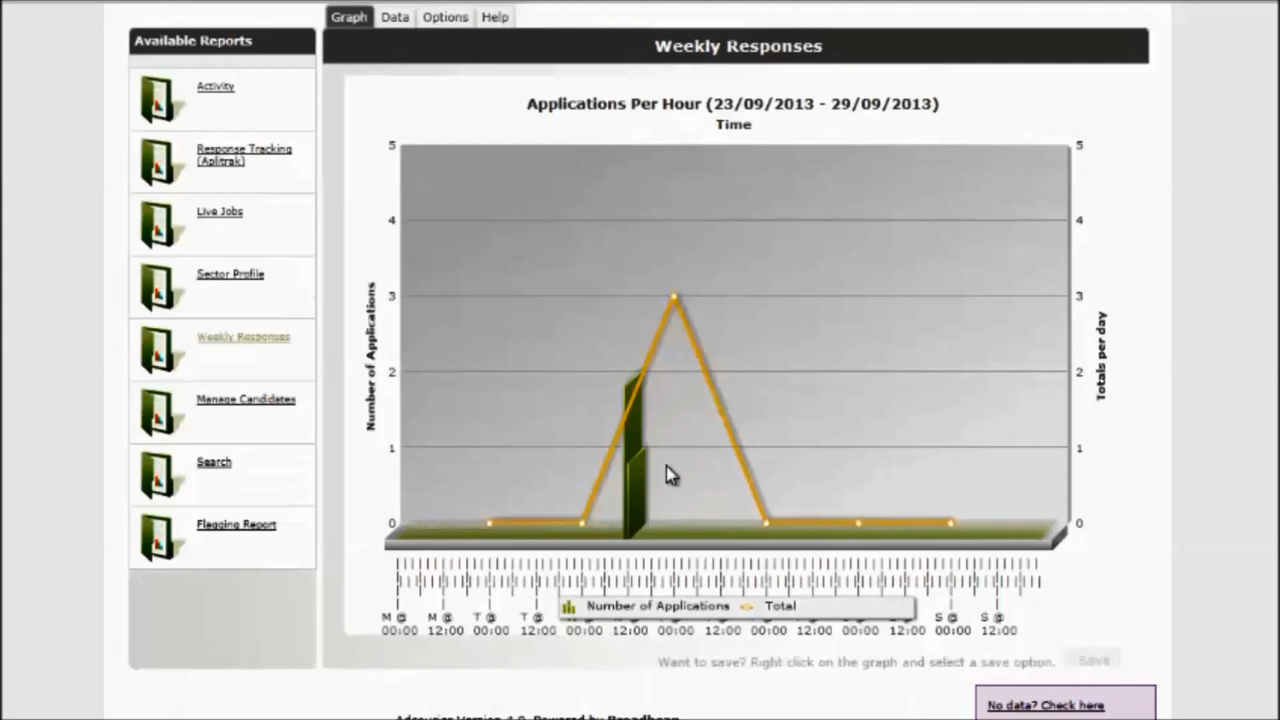 Graph Data Options Help
Available Reports
Weekly Responses
Activity
Response Tracking
(Aplitrak)
Live Jobs
Sector Profile
Weekly Responses
Manage Candidates
Search
Flagging Report
Applications Per Hour (23/09/2013 - 29/09/2013)
Time
5 5
4 4
3 3
2 2
1 1
0 0
Number of Applications
Totals per day
Number of Applications Total
M @ M @ T @ T @ S @ S @
00:00 12:00 00:00 12:00 00:00 12:00 00:00 12:00 00:00 12:00 00:00 12:00 00:00 12:00
Want to save? Right click on the graph and select a save option. Save
No data? Check here
Powered by Broadbean